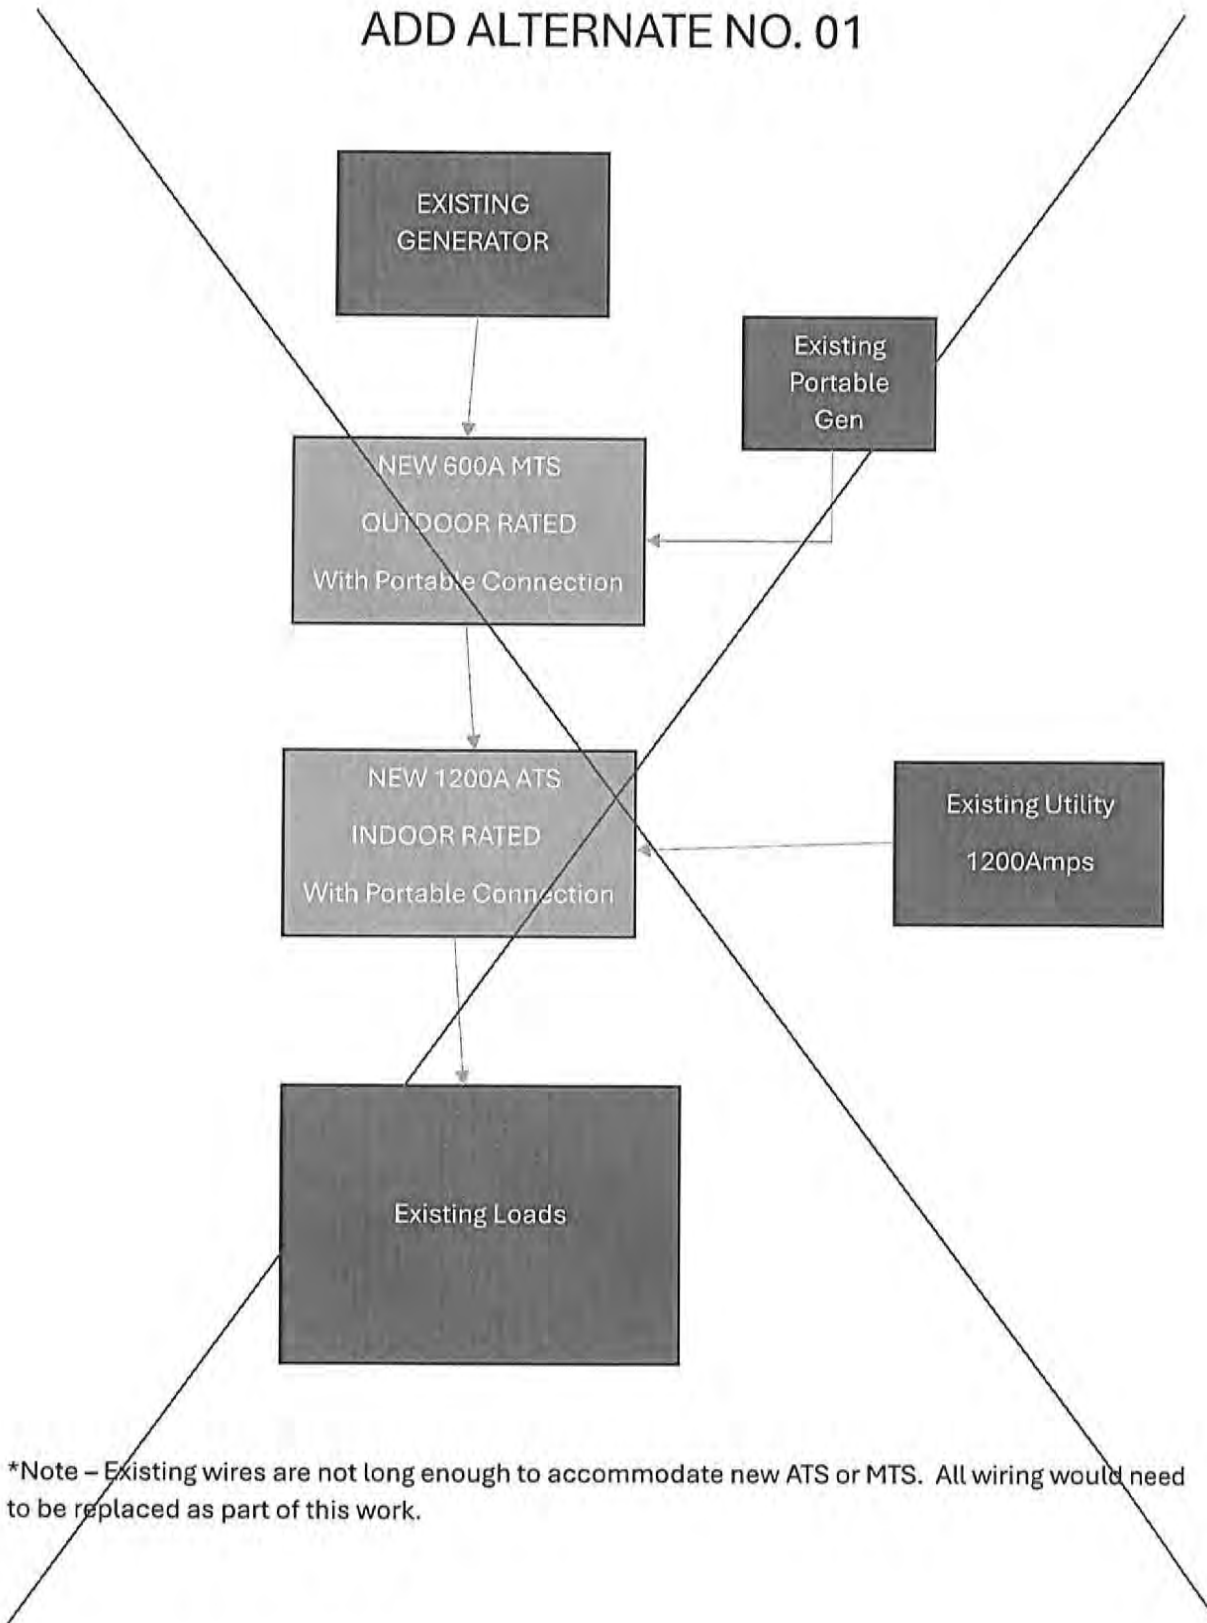 ADD ALTERNATE NO. 01
EXISTING
GENERATOR
Existing
Portable
Gen
NEW 600A MTS
OUTDOOR RATED
With Portable Connection
NEW 1200A ATS
INDOOR RATED
With Portable Connection
Existing Utility
1200Amps
Existing Loads
*Note – Existing wires are not long enough to accommodate new ATS or MTS.  All wiring would need
to be replaced as part of this work.